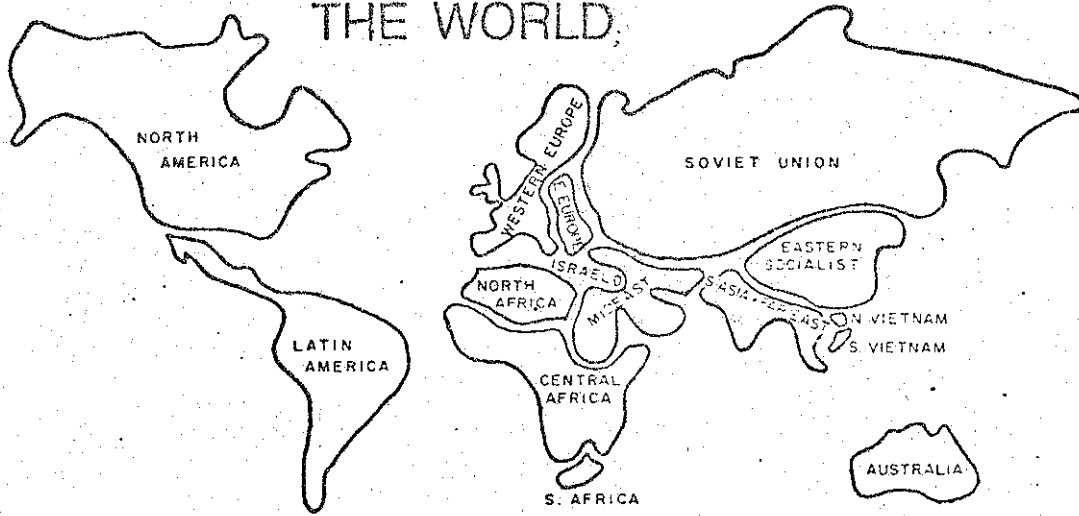 THE WORLD
NORTH
AMERICA
WESTERN EUROPE
E. EUROPE
SOVIET UNION
EASTERN
SOCIALIST
ISRAEL
NORTH
AFRICA
MIDEAST
S. ASIA + FAR EAST
N. VIETNAM
S. VIETNAM
LATIN
AMERICA
CENTRAL
AFRICA
S. AFRICA
AUSTRALIA